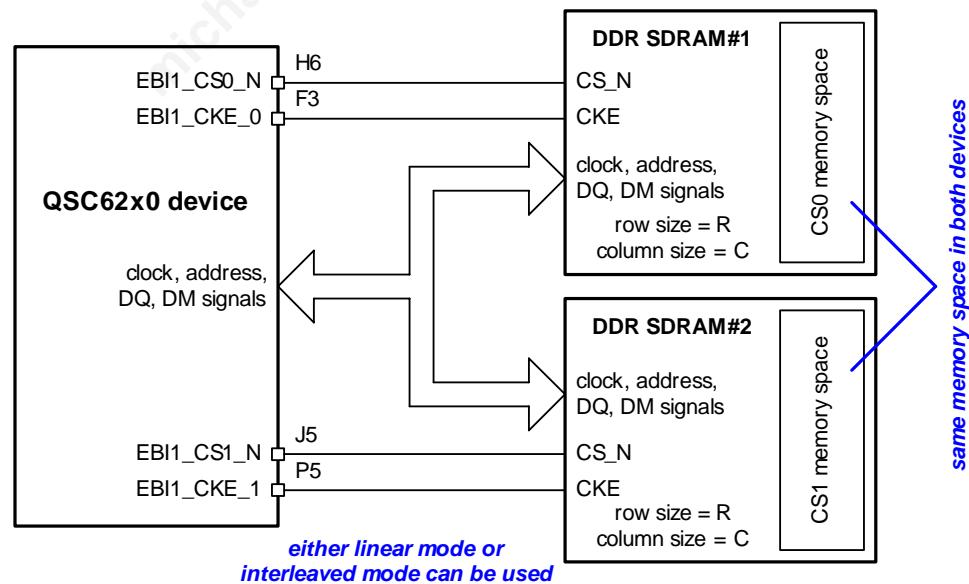 DDR SDRAM#1
H6
EBI1_CS0_N
CS_N
F3
EBI1_CKE_0
CKE
CS0 memory space
clock, address,
DQ, DM signals
QSC62x0 device
row size = R
column size = C
clock, address,
DQ, DM signals
same memory space in both devices
DDR SDRAM#2
clock, address,
DQ, DM signals
CS1 memory space
J5
EBI1_CS1_N
CS_N
P5
EBI1_CKE_1
CKE
row size = R
column size = C
either linear mode or
interleaved mode can be used